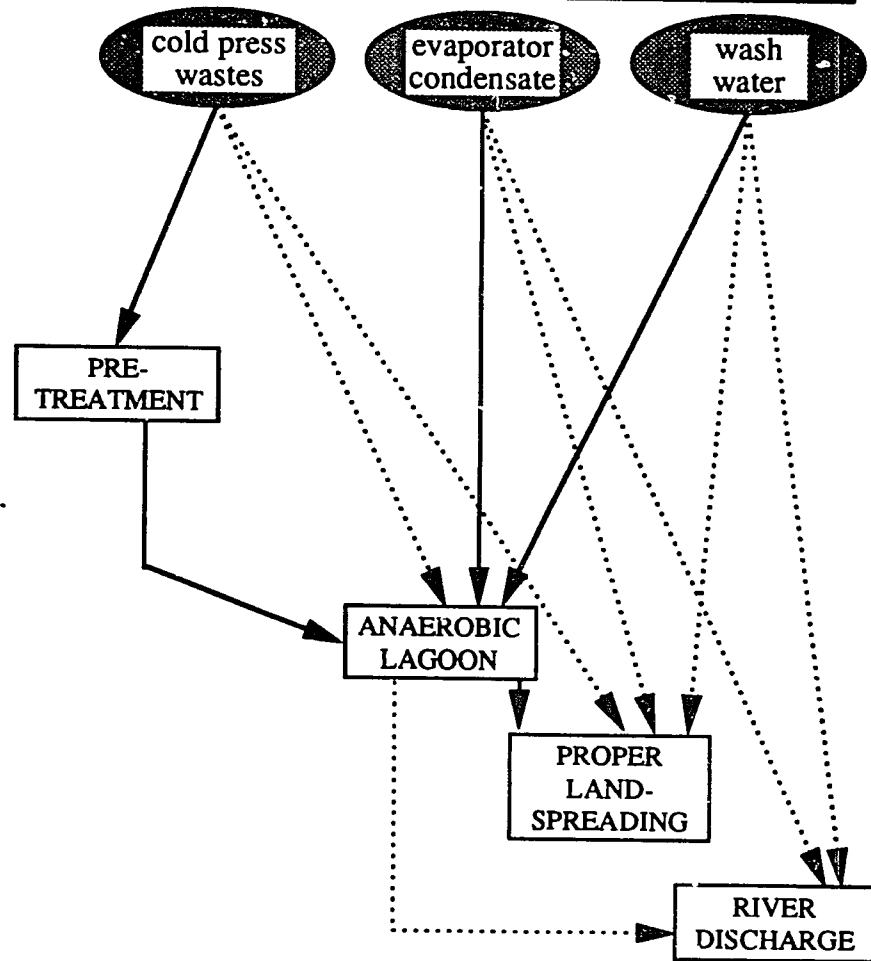 cold press
wastes
evaporator
condensate
wash
water
PRE-
TREATMENT
ANAEROBIC
LAGOON
PROPER
LAND-
SPREADING
RIVER
DISCHARGE